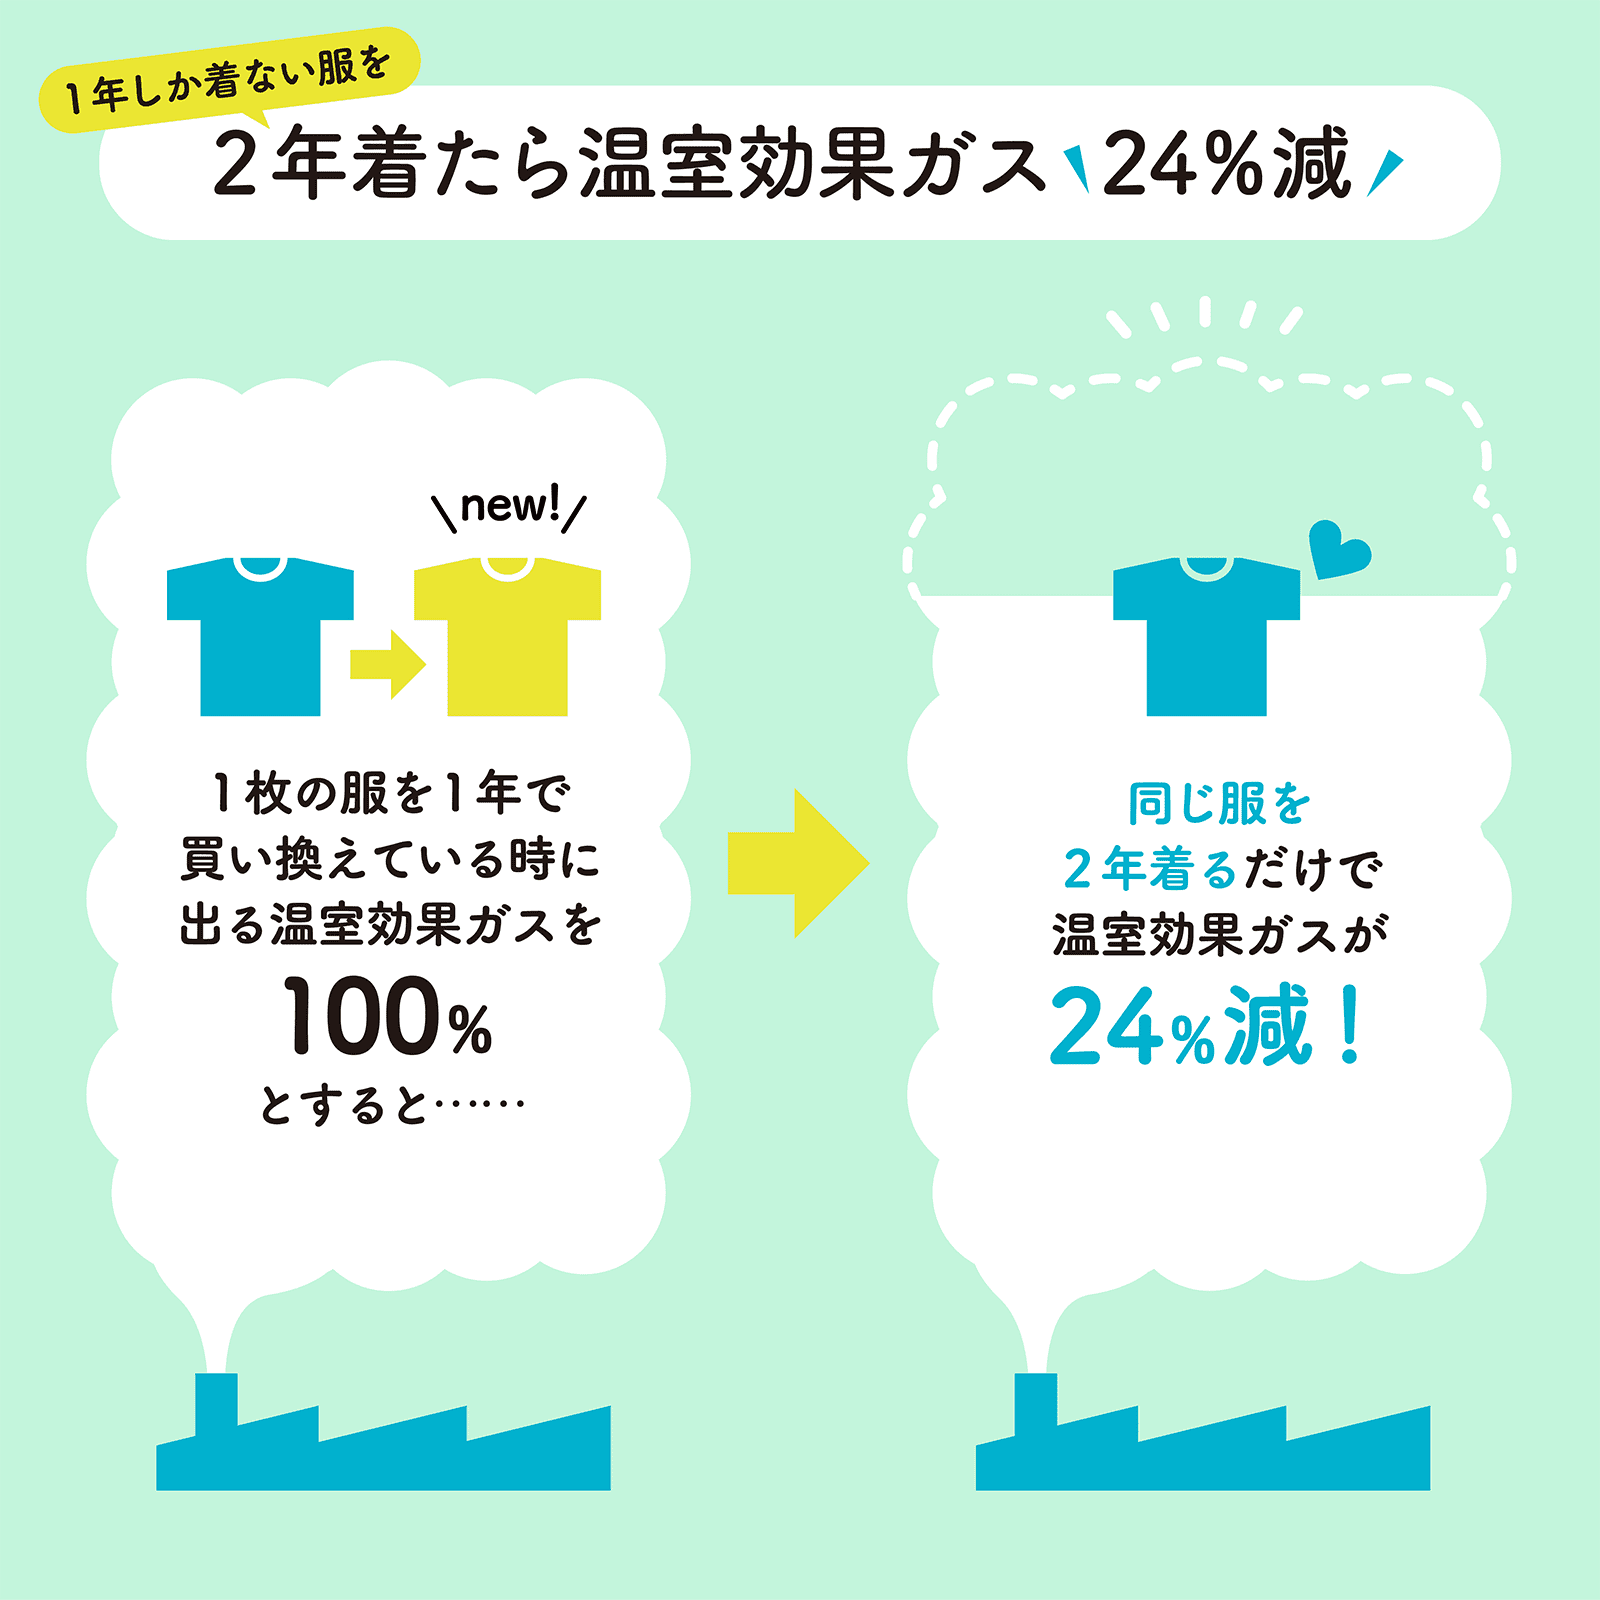 1年しか着ない服を
2年着たら温室効果ガス 24%減
new!
1枚の服を1年で
買い換えている時に
出る温室効果ガスを
100%
とすると……
同じ服を
2年着るだけで
温室効果ガスが
24%減！